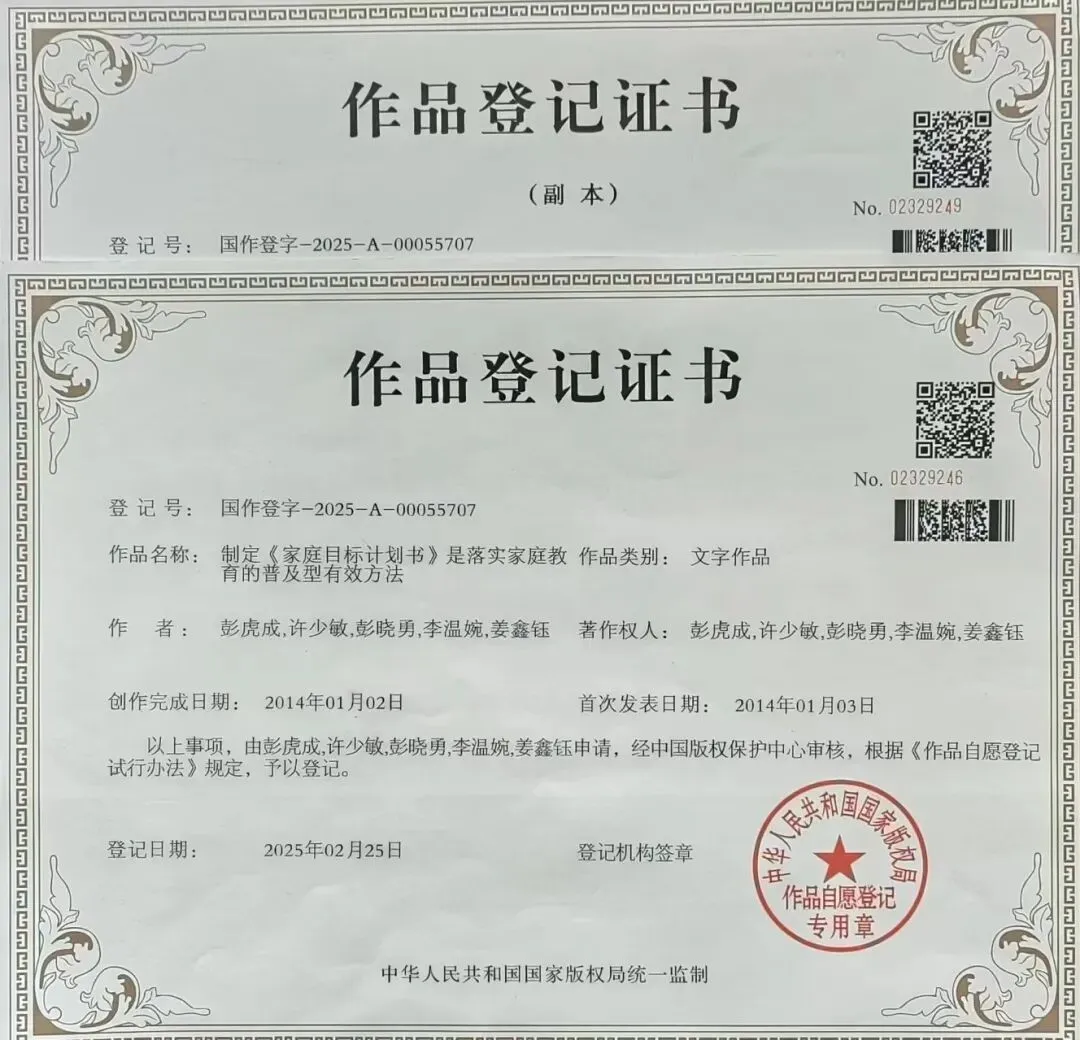 作品登记证书
(副 本)
No. 02329249
登 记 号： 国作登字-2025-A-00055707
作品登记证书
No. 02329246
登 记 号： 国作登字-2025-A-00055707
作品名称： 制定《家庭目标计划书》是落实家庭教 作品类别： 文字作品
育的普及型有效方法
作 者： 彭虎成,许少敏,彭晓勇,李温婉,姜鑫钰 著作权人： 彭虎成,许少敏,彭晓勇,李温婉,姜鑫钰
创作完成日期： 2014年01月02日 首次发表日期： 2014年01月03日
以上事项，由彭虎成,许少敏,彭晓勇,李温婉,姜鑫钰申请，经中国版权保护中心审核，根据《作品自愿登记
试行办法》规定，予以登记。
登记日期： 2025年02月25日 登记机构签章
中华人民共和国国家版权局
作品自愿登记
专用章
中华人民共和国国家版权局统一监制